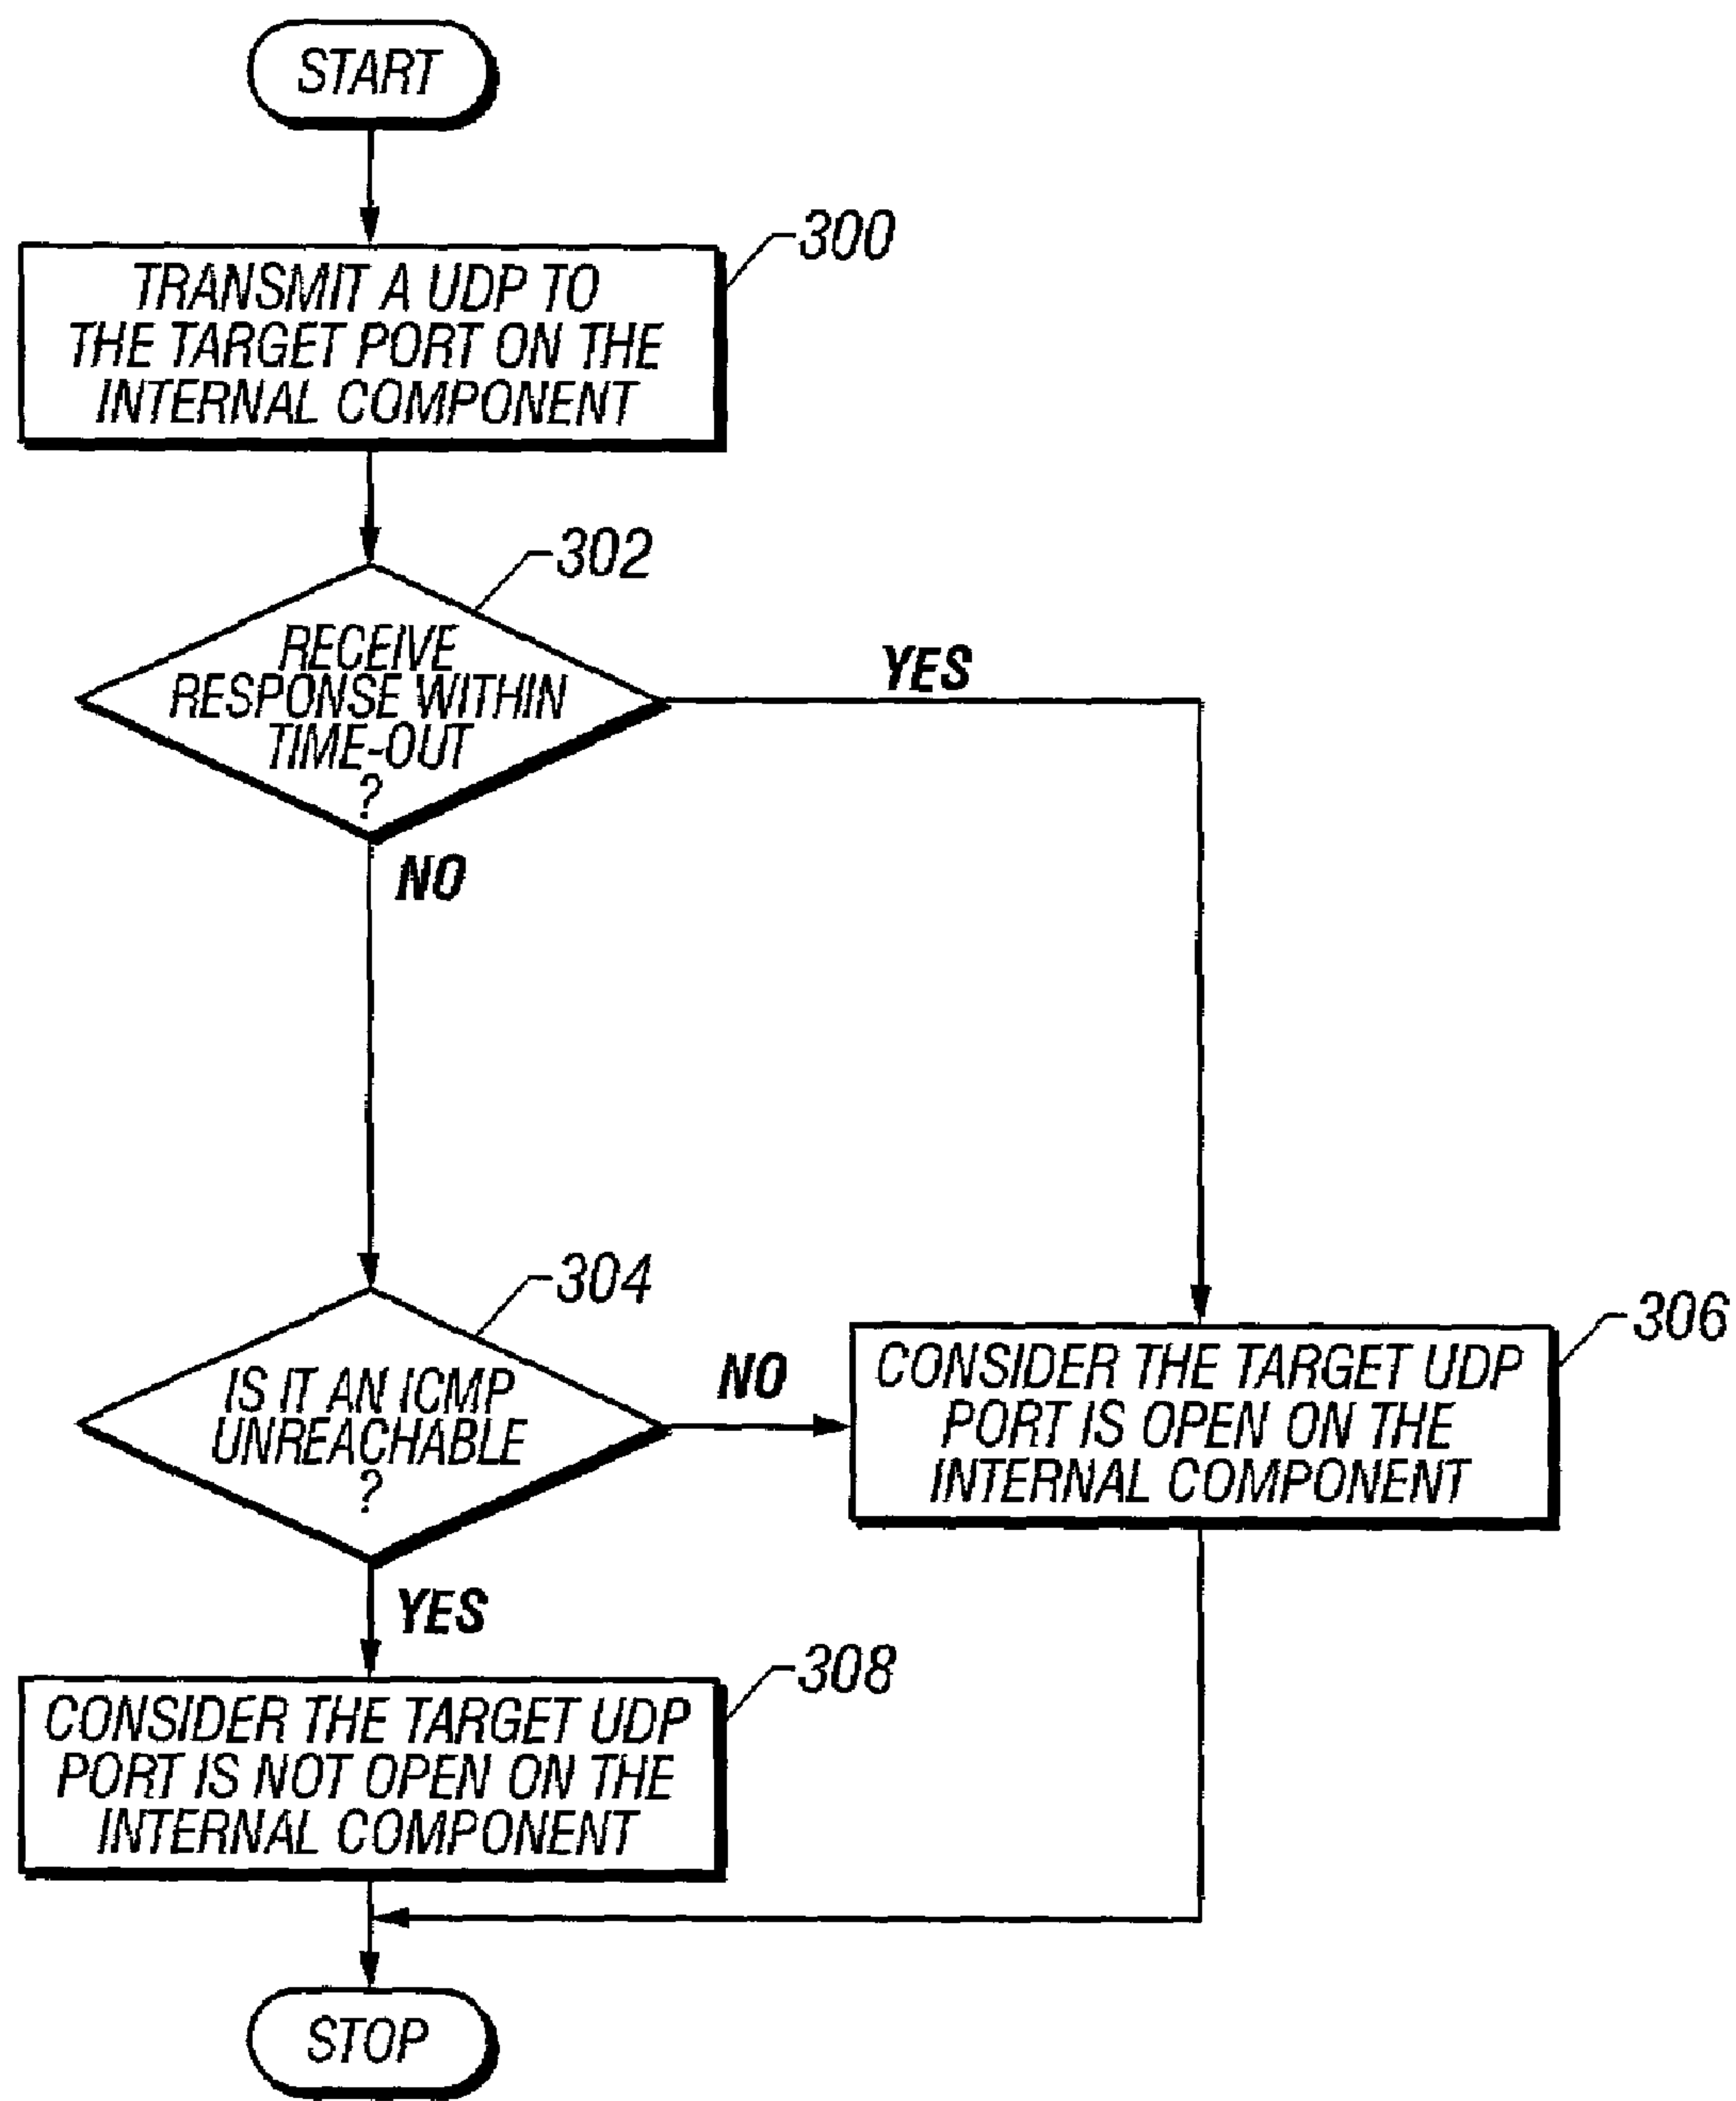 START
300
TRANSMIT A UDP TO
THE TARGET PORT ON THE
INTERNAL COMPONENT
302
RECEIVE
RESPONSE WITHIN
TIME-OUT
?
YES
NO
304
IS IT AN ICMP
UNREACHABLE
?
NO
306
CONSIDER THE TARGET UDP
PORT IS OPEN ON THE
INTERNAL COMPONENT
YES
308
CONSIDER THE TARGET UDP
PORT IS NOT OPEN ON THE
INTERNAL COMPONENT
STOP